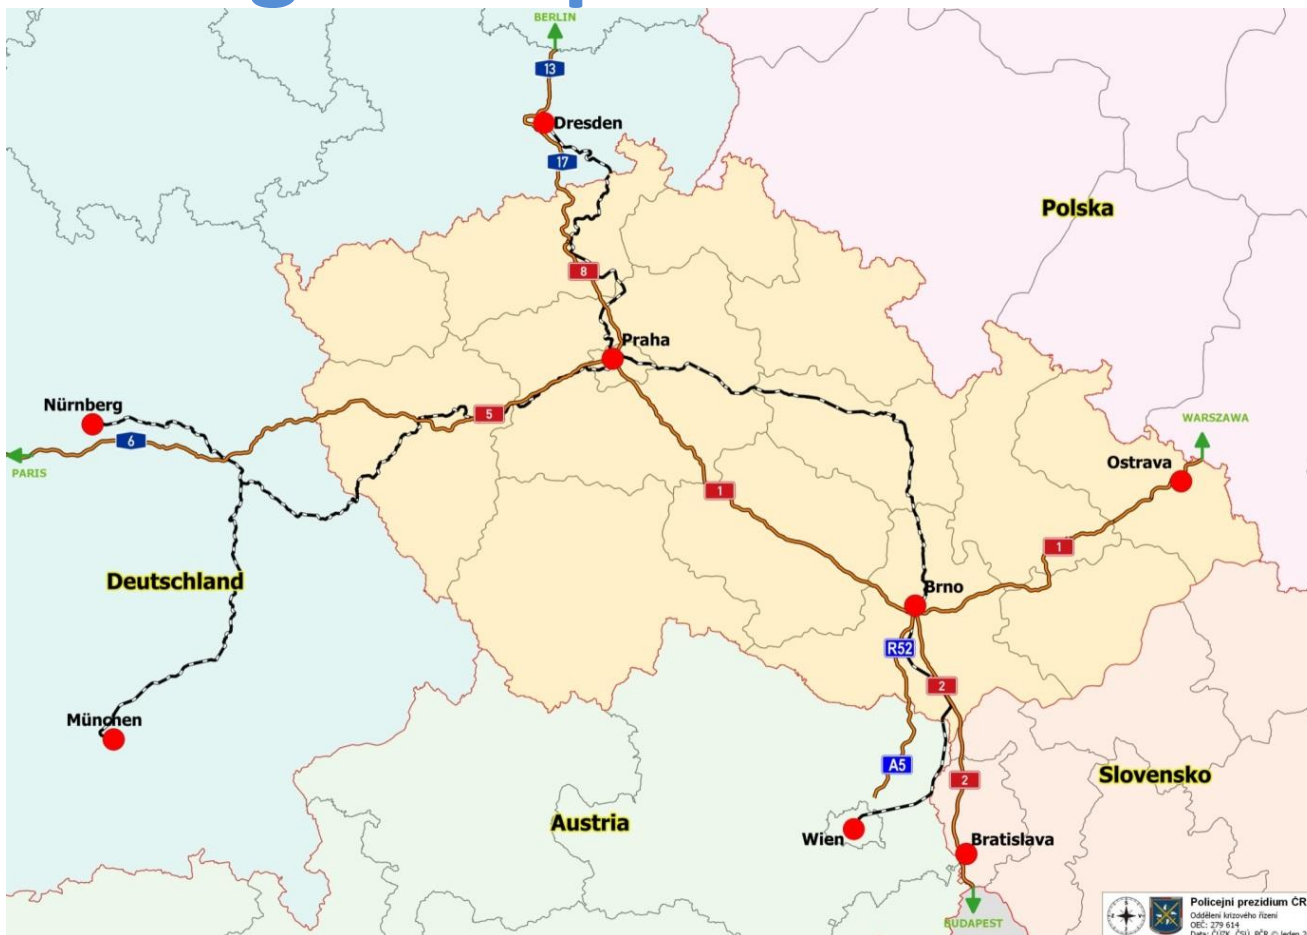 BERLIN
13
Dresden
17
Polska
8
Praha
Nürnberg
5
6
PARIS
WARSZAWA
Ostrava
1
1
Deutschland
Brno
R52
2
München
A5
2
Slovensko
Austria
Wien
Bratislava
BUDAPEST
Policejní prezidium ČR
Oddělení krizového řízení
OEČ: 279 614